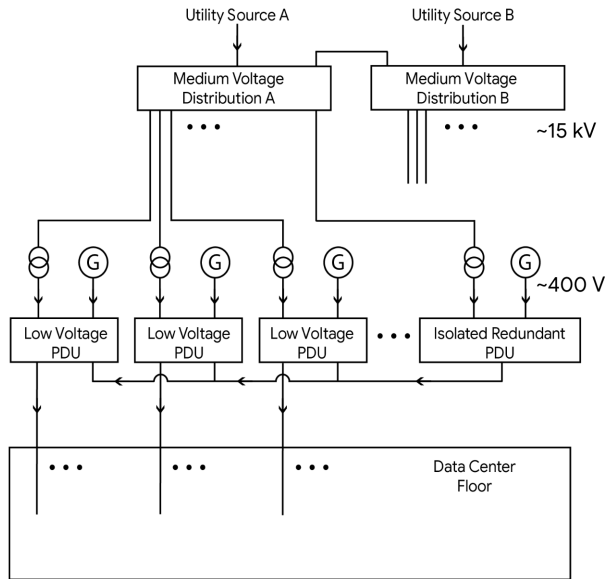 Utility Source A
Utility Source B
Medium Voltage
Distribution A
Medium Voltage
Distribution B
~15 kV
G
G
G
G
~400 V
Low Voltage
PDU
Low Voltage
PDU
Low Voltage
PDU
Isolated Redundant
PDU
Data Center
Floor